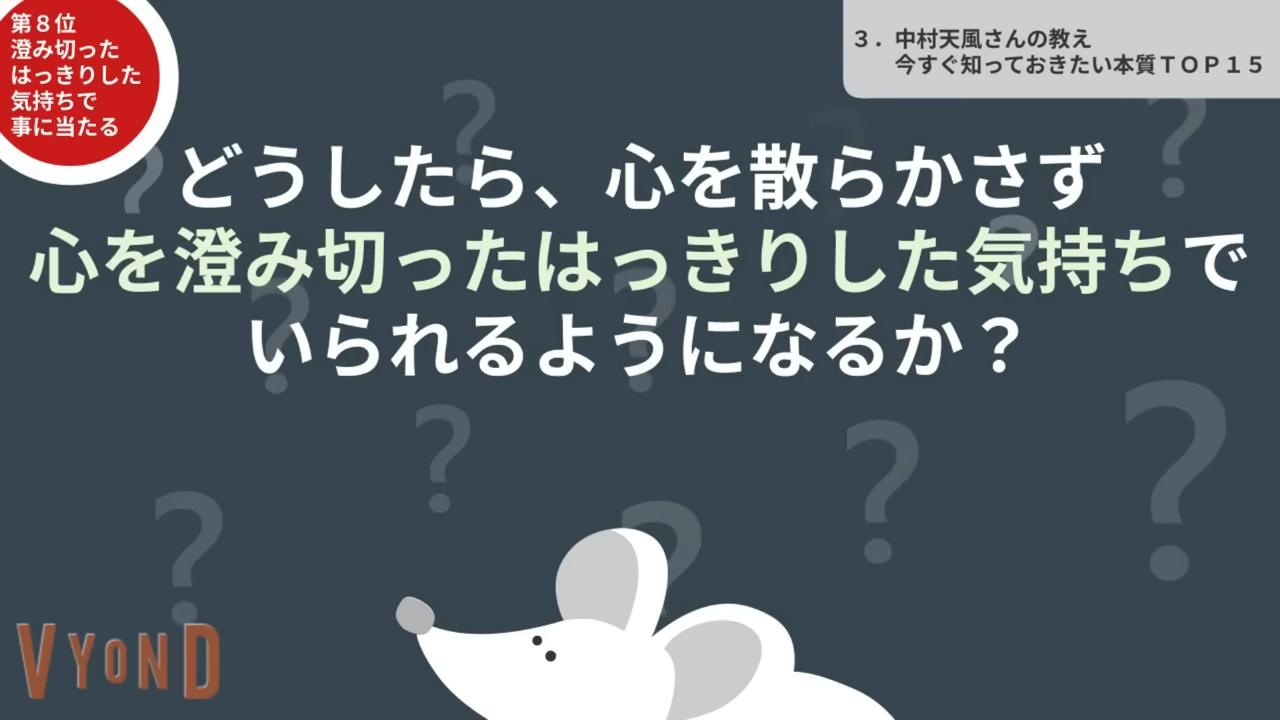 第８位
澄み切った
はっきりした
気持ちで
事に当たる
３．中村天風さんの教え
今すぐ知っておきたい本質ＴＯＰ１５
どうしたら、心を散らかさず
心を澄み切ったはっきりした気持ちで
いられるようになるか？
VYOND